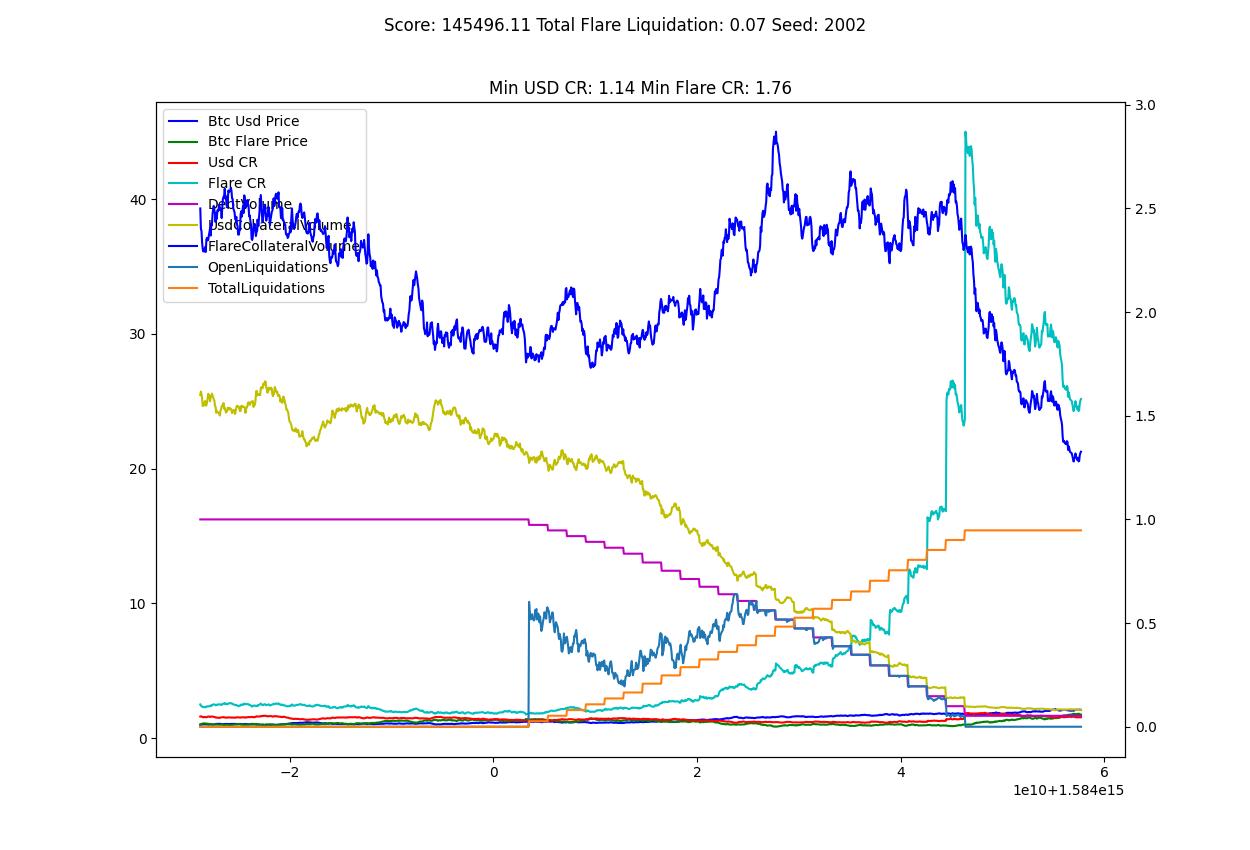 Score: 145496.11 Total Flare Liquidation: 0.07 Seed: 2002
Min USD CR: 1.14 Min Flare CR: 1.76
Btc Usd Price
Btc Flare Price
Usd CR
Flare CR
DebtVolume
UsdCollateralVolume
FlareCollateralVolume
OpenLiquidations
TotalLiquidations
40
30
20
10
0
3.0
2.5
2.0
1.5
1.0
0.5
0.0
−2
0
2
4
6
1e10+1.584e15